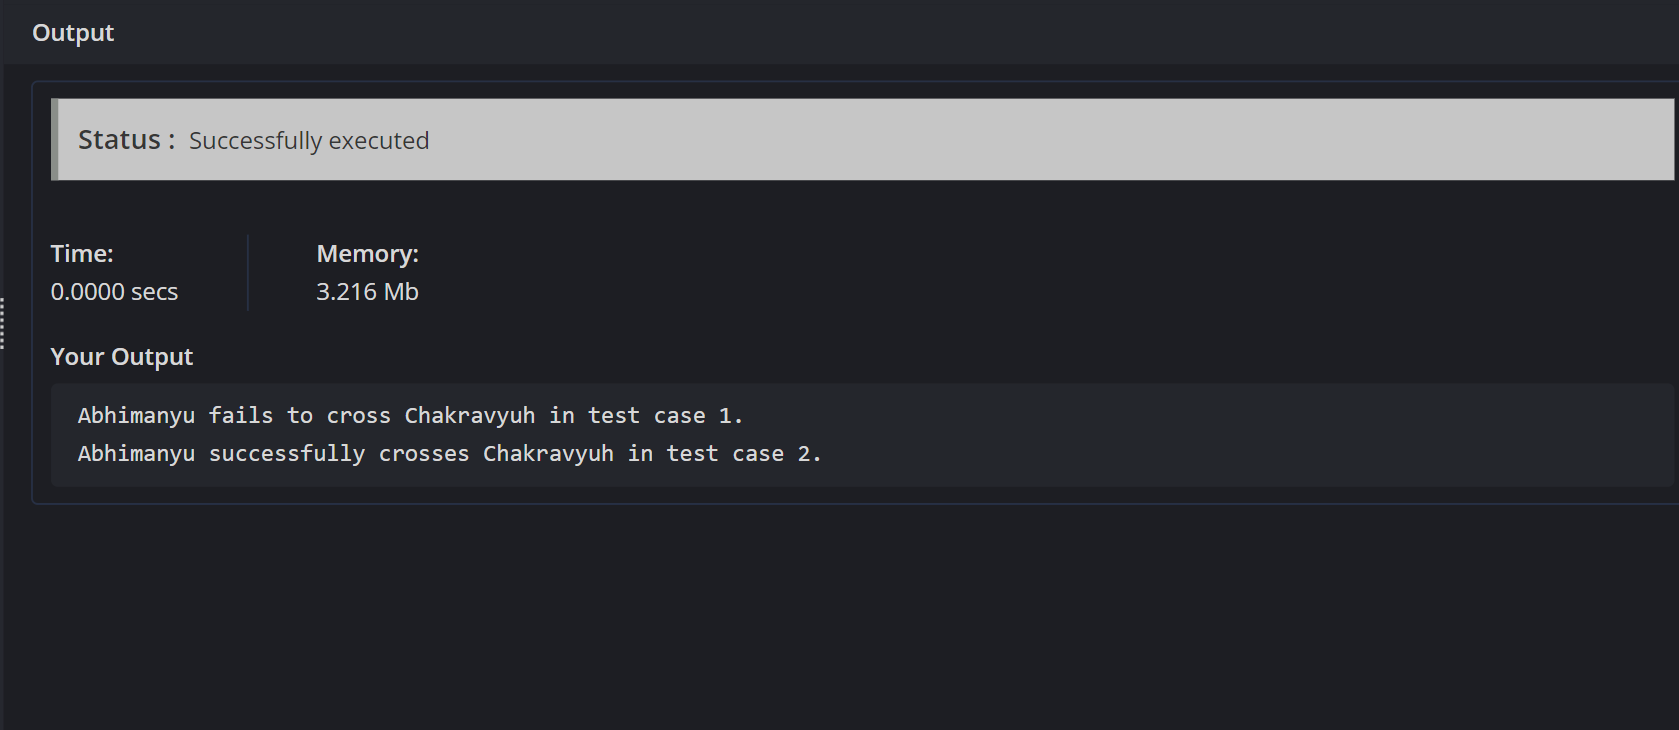 Output
Status : Successfully executed
Time:
Memory:
0.0000 secs
3.216 Mb
Your Output
Abhimanyu fails to cross Chakravyuh in test case 1.
Abhimanyu successfully crosses Chakravyuh in test case 2.